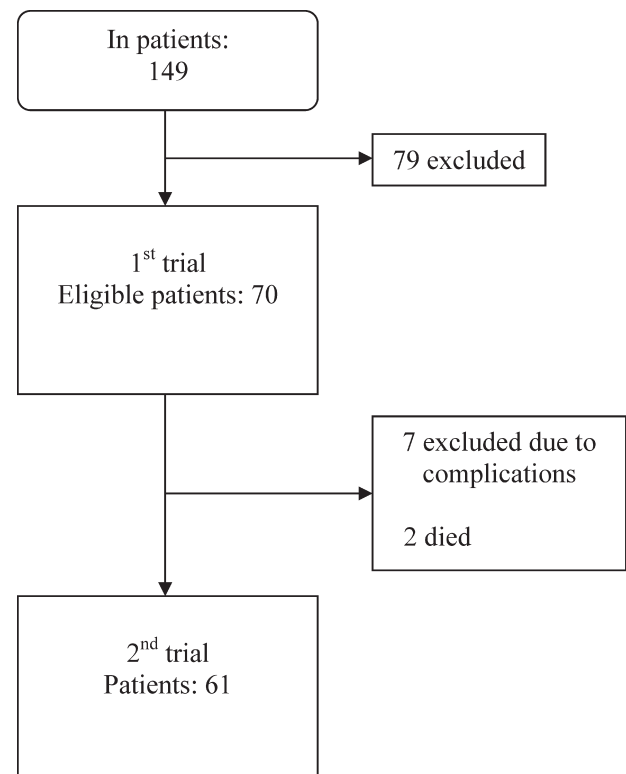 In patients:
149
79 excluded
1st trial
Eligible patients: 70
7 excluded due to
complications
2 died
2nd trial
Patients: 61